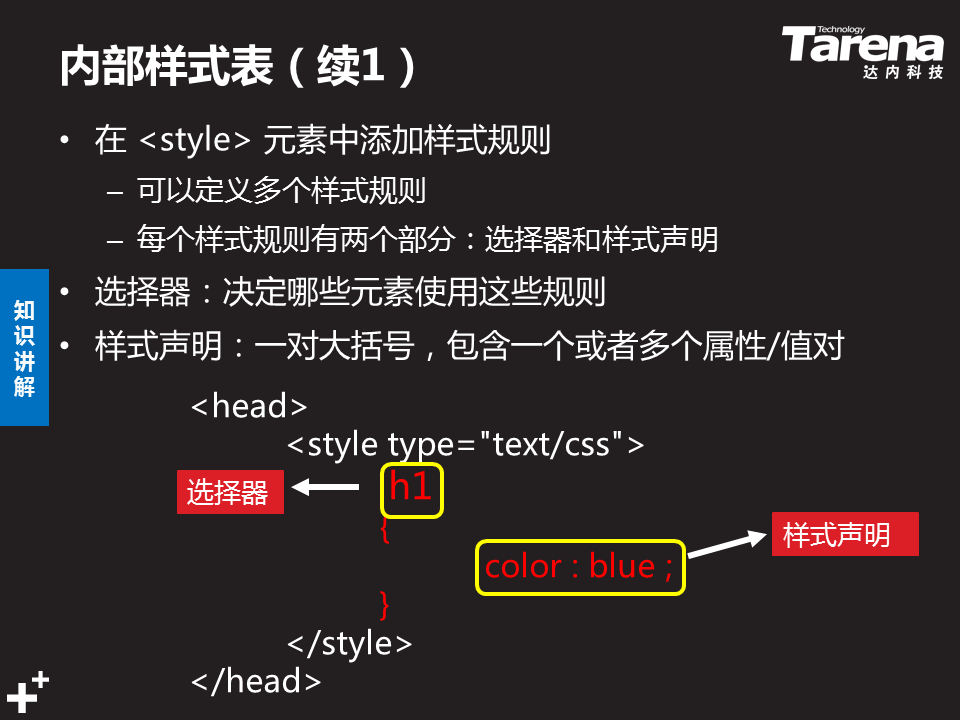 内部样式表（续1）
Technology
Tarena
达内科技
• 在 <style> 元素中添加样式规则
– 可以定义多个样式规则
– 每个样式规则有两个部分：选择器和样式声明
• 选择器：决定哪些元素使用这些规则
• 样式声明：一对大括号，包含一个或者多个属性/值对
知识讲解
<head>
<style type="text/css">
选择器
h1
{
样式声明
color : blue ;
}
</style>
</head>